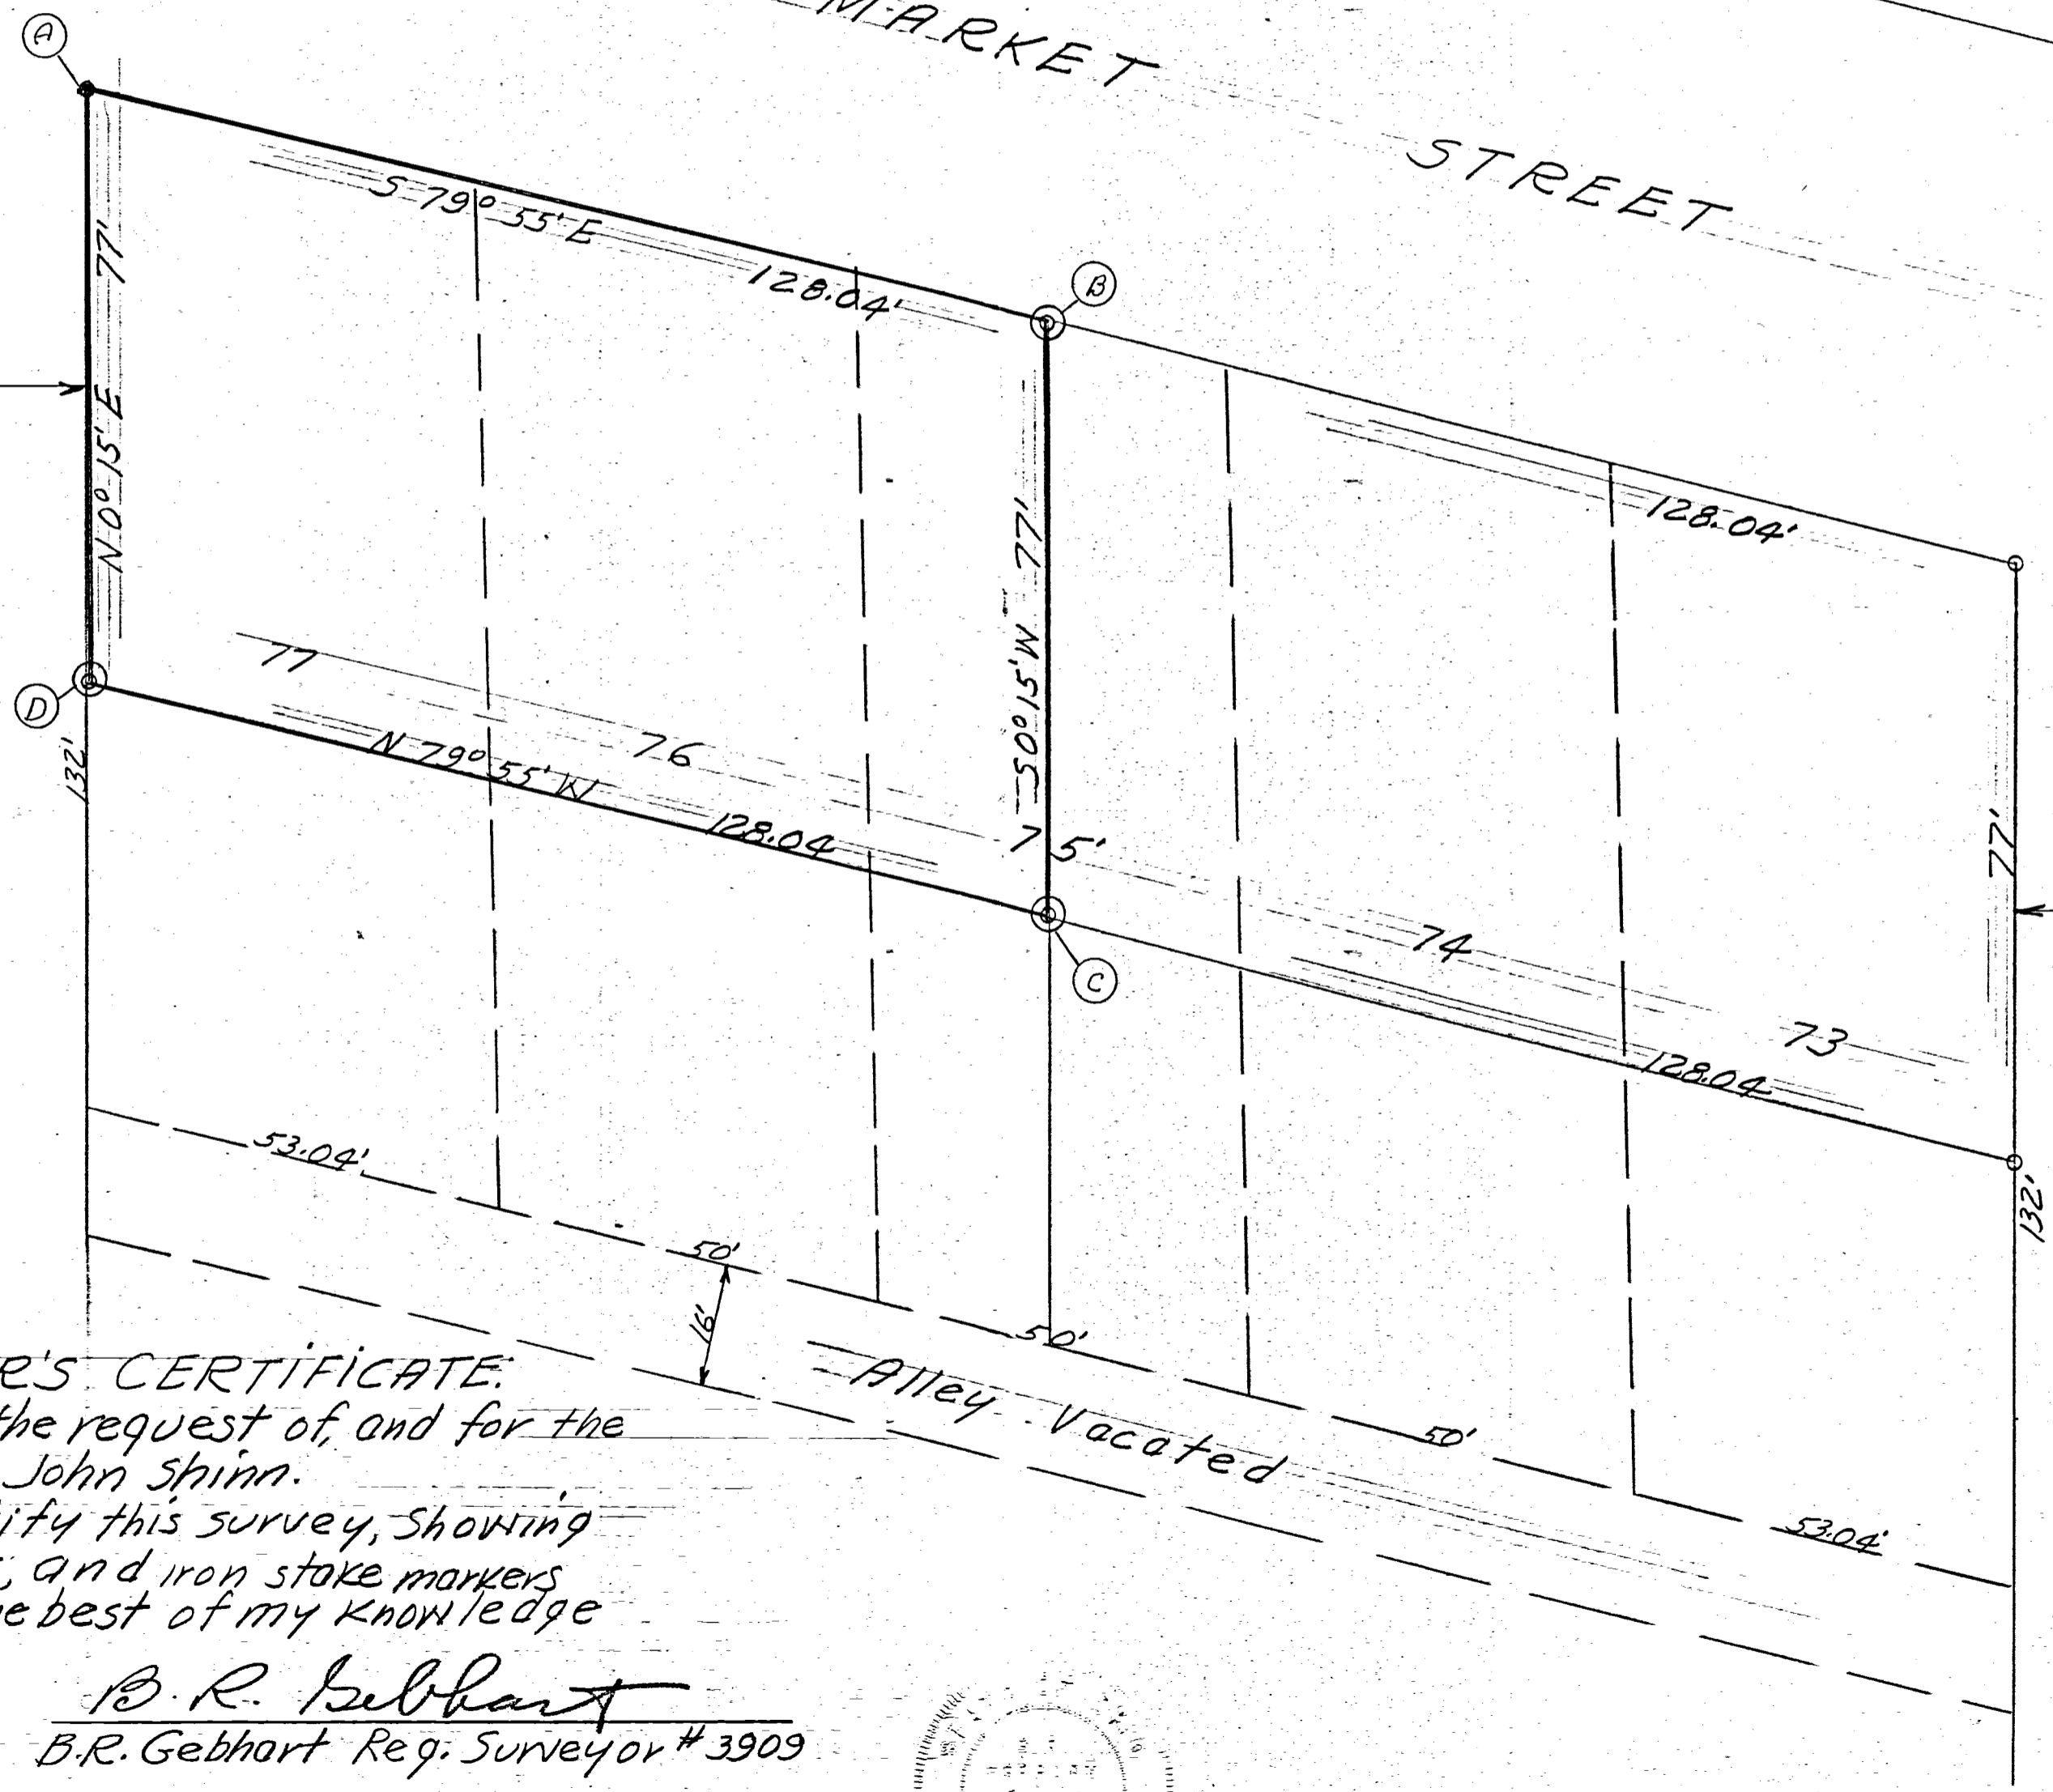 MARKET
STREET
A
S 79° 55' E
128.04'
B
N 0° 15' E 77'
S 0° 15' W 77'
128.04'
77'
D
132'
77
76
75'
74
73
N 79° 55' W
128.04
C
128.04
132'
53.04'
50'
50'
50'
53.04'
16'
Alley Vacated
R'S CERTIFICATE:
the request of, and for the
John Shinn.
ify this survey, Showing
, and iron stake markers
e best of my Knowledge
B. R. Gebhart
B.R. Gebhart Reg. Surveyor # 3909